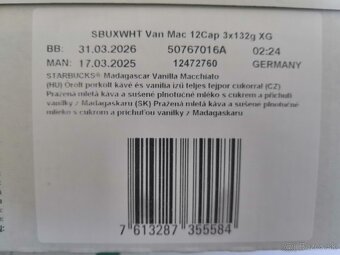 SBUXWHT Van Mac 12Cap 3x132g XG
BB: 31.03.2026 50767016A 02:24
MAN: 17.03.2025 12472760 GERMANY
STARBUCKS® Madagascar Vanilla Macchiato
(HU) Örölt pörkölt kávé és vanília ízű teljes tejpor cukorral (CZ)
Pražená mletá káva a sušené plnotučné mléko s cukrem a příchutí
vanilky z Madagaskaru (SK) Pražená mletá káva a sušené plnotučné
mlieko s cukrom a príchuťou vanilky z Madagaskaru
7 613287 355584